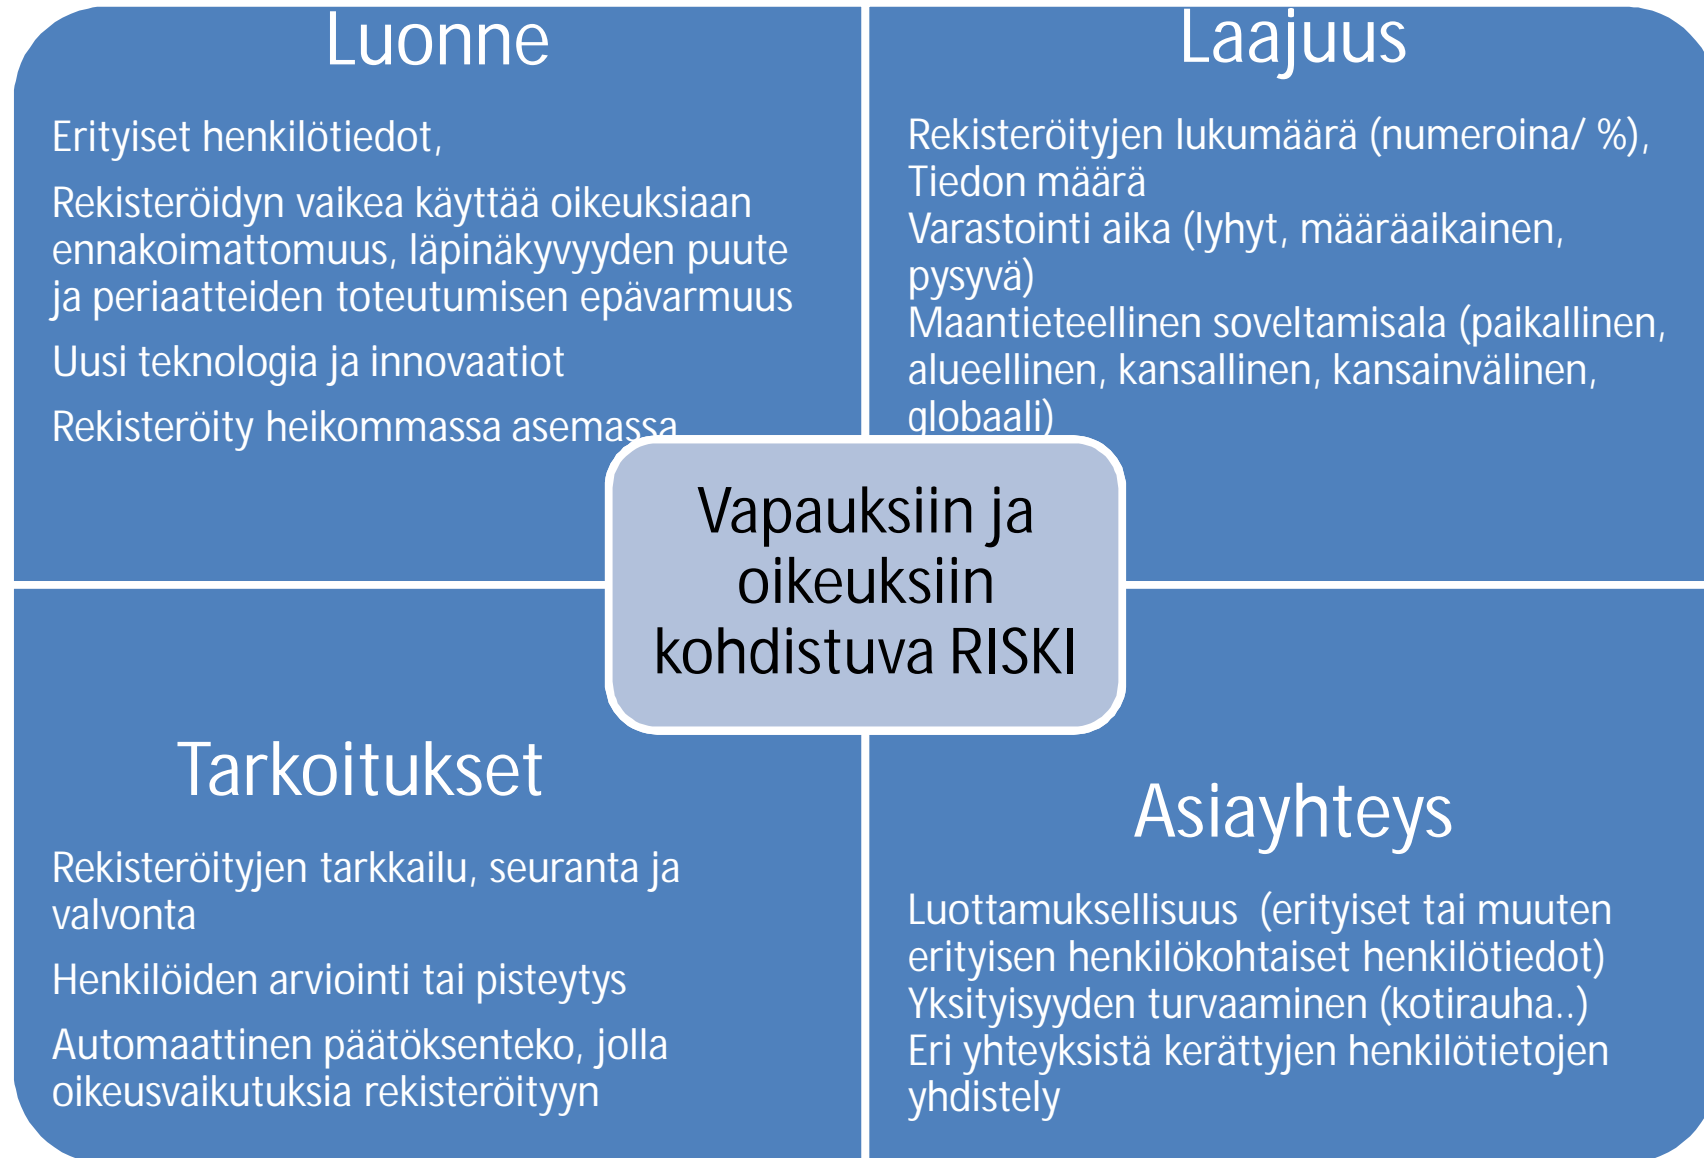 Luonne
Erityiset henkilötiedot,
Rekisteröidyn vaikea käyttää oikeuksiaan
ennakoimattomuus, läpinäkyvyyden puute
ja periaatteiden toteutumisen epävarmuus
Uusi teknologia ja innovaatiot
Rekisteröity heikommassa asemassa
Laajuus
Rekisteröityjen lukumäärä (numeroina/ %),
Tiedon määrä
Varastointi aika (lyhyt, määräaikainen,
pysyvä)
Maantieteellinen soveltamisala (paikallinen,
alueellinen, kansallinen, kansainvälinen,
globaali)
Vapauksiin ja
oikeuksiin
kohdistuva RISKI
Tarkoitukset
Rekisteröityjen tarkkailu, seuranta ja
valvonta
Henkilöiden arviointi tai pisteytys
Automaattinen päätöksenteko, jolla
oikeusvaikutuksia rekisteröityyn
Asiayhteys
Luottamuksellisuus  (erityiset tai muuten
erityisen henkilökohtaiset henkilötiedot)
Yksityisyyden turvaaminen (kotirauha..)
Eri yhteyksistä kerättyjen henkilötietojen
yhdistely